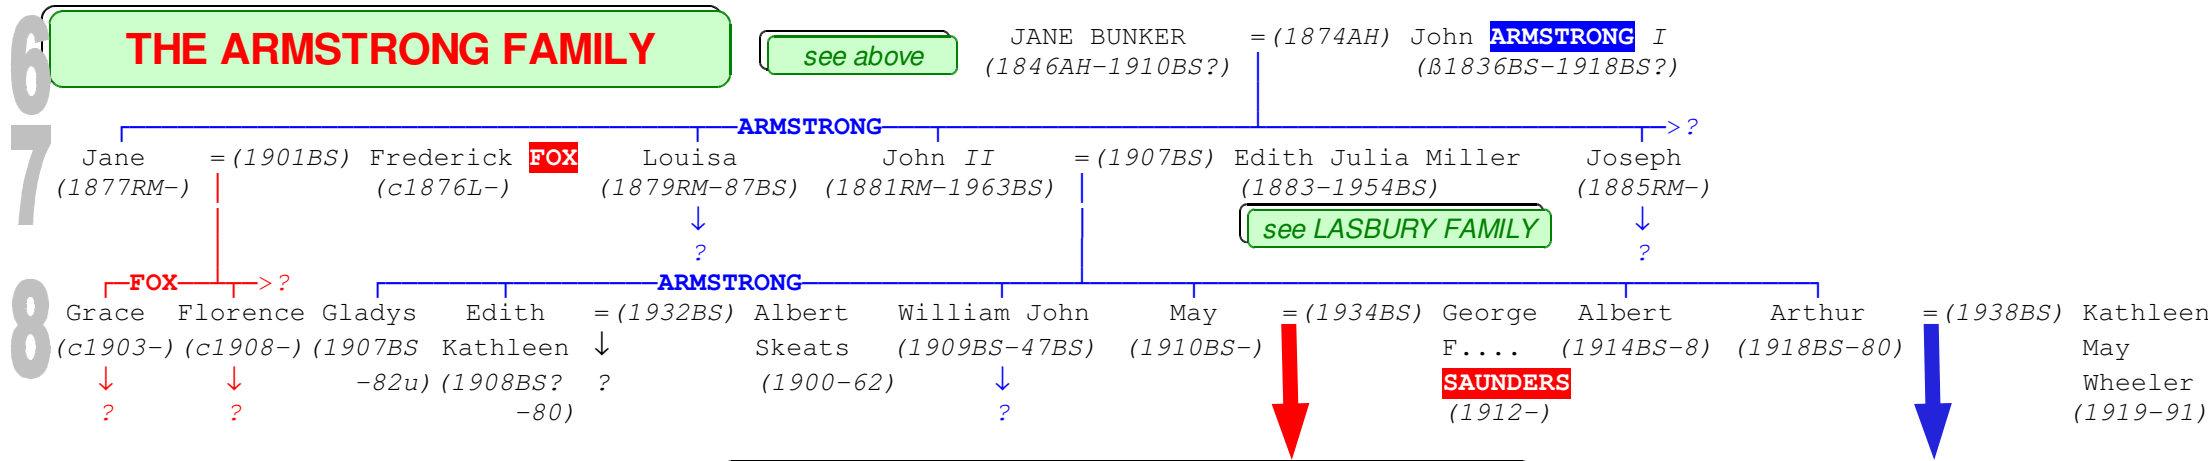 6
THE ARMSTRONG FAMILY
see above
JANE BUNKER =(1874AH) John ARMSTRONG I
(1846AH-1910BS?) (ß1836BS-1918BS?)
7
ARMSTRONG >?
Jane =(1901BS) Frederick FOX Louisa John II =(1907BS) Edith Julia Miller Joseph
(1877RM-) (c1876L-) (1879RM-87BS) (1881RM-1963BS) (1883-1954BS) (1885RM-)
↓ see LASBURY FAMILY ↓
? ?
8
FOX >? ARMSTRONG
Grace Florence Gladys Edith =(1932BS) Albert William John May =(1934BS) George Albert Arthur =(1938BS) Kathleen
(c1903-) (c1908-) (1907BS Kathleen ↓ Skeats (1909BS-47BS) (1910BS-) F.... (1914BS-8) (1918BS-80) May
↓ ↓ -82u) (1908BS? ? (1900-62) ↓ SAUNDERS Wheeler
? ? -80) ? (1912-) (1919-91)